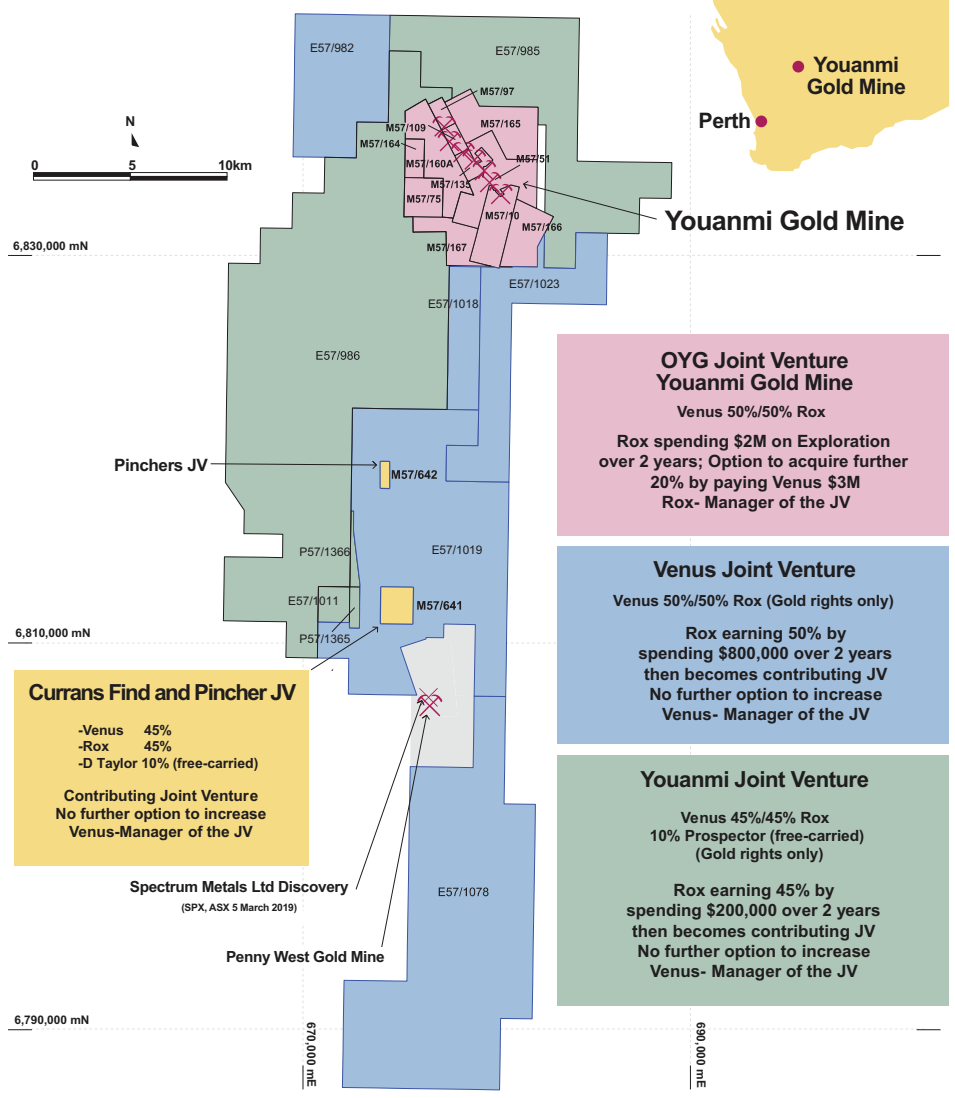 E57/982
E57/985
Youanmi
Gold Mine
Perth
N
0
5
10km
M57/97
M57/109
M57/165
M57/164
M57/160A
M57/51
M57/135
M57/75
M57/10
M57/166
M57/167
Youanmi Gold Mine
6,830,000 mN
E57/1018
E57/1023
E57/986
OYG Joint Venture
Youanmi Gold Mine
Venus 50%/50% Rox
Rox spending $2M on Exploration
over 2 years; Option to acquire further
20% by paying Venus $3M
Rox- Manager of the JV
Pinchers JV
M57/642
P57/1366
E57/1019
E57/1011
M57/641
P57/1365
6,810,000 mN
Venus Joint Venture
Venus 50%/50% Rox (Gold rights only)
Rox earning 50% by
spending $800,000 over 2 years
then becomes contributing JV
No further option to increase
Venus- Manager of the JV
Currans Find and Pincher JV
-Venus 45%
-Rox 45%
-D Taylor 10% (free-carried)
Contributing Joint Venture
No further option to increase
Venus-Manager of the JV
Youanmi Joint Venture
Venus 45%/45% Rox
10% Prospector (free-carried)
(Gold rights only)
Rox earning 45% by
spending $200,000 over 2 years
then becomes contributing JV
No further option to increase
Venus- Manager of the JV
Spectrum Metals Ltd Discovery
(SPX, ASX 5 March 2019)
E57/1078
Penny West Gold Mine
6,790,000 mN
670,000 mE
690,000 mE